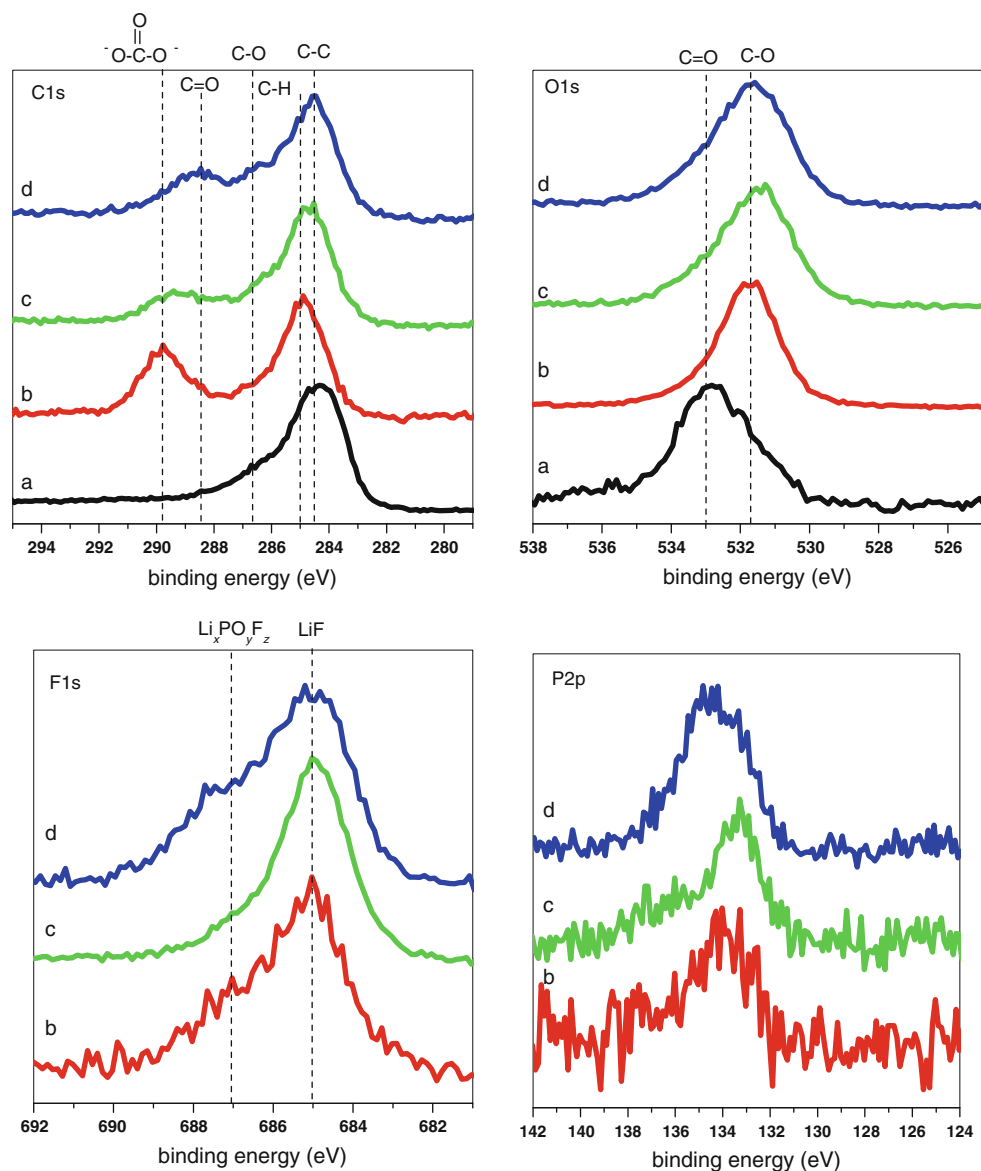 O
-O-C-O-
C=O
C-O
C-H
C-C
C1s
d
c
b
a
294 292 290 288 286 284 282 280
binding energy (eV)
C=O C-O
O1s
d
c
b
a
538 536 534 532 530 528 526
binding energy (eV)
LixPOyFz LiF
F1s
d
c
b
692 690 688 686 684 682
binding energy (eV)
P2p
d
c
b
142 140 138 136 134 132 130 128 126 124
binding energy (eV)